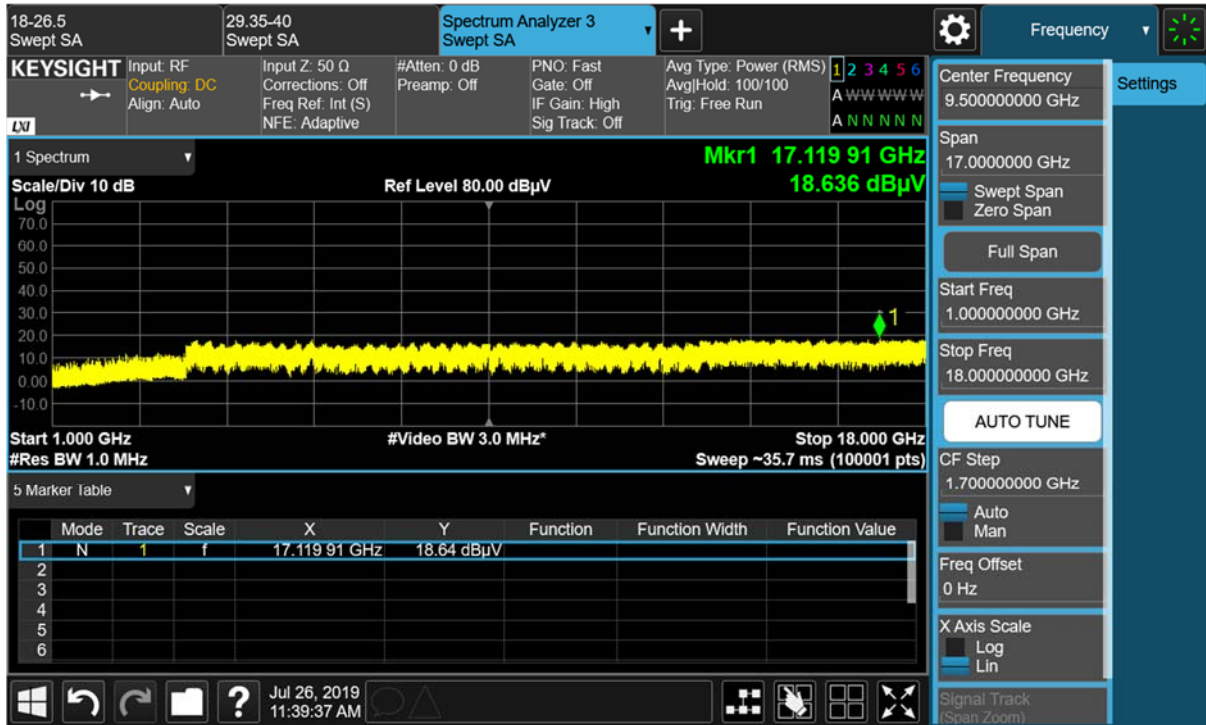 18-26.5
Swept SA
29.35-40
Swept SA
Spectrum Analyzer 3
Swept SA
Frequency
KEYSIGHT
LXI
Input: RF
Coupling: DC
Align: Auto
Input Z: 50 Ω
Corrections: Off
Freq Ref: Int (S)
NFE: Adaptive
#Atten: 0 dB
Preamp: Off
PNO: Fast
Gate: Off
IF Gain: High
Sig Track: Off
Avg Type: Power (RMS)
Avg|Hold: 100/100
Trig: Free Run
1 2 3 4 5 6
A W W W W W
A N N N N N
1 Spectrum
Mkr1 17.119 91 GHz
18.636 dBµV
Scale/Div 10 dB
Ref Level 80.00 dBµV
Log
70.0
60.0
50.0
40.0
30.0
20.0
10.0
0.00
-10.0
1
Start 1.000 GHz
#Video BW 3.0 MHz*
Stop 18.000 GHz
#Res BW 1.0 MHz
Sweep ~35.7 ms (100001 pts)
5 Marker Table
Mode Trace Scale X Y Function Function Width Function Value
1 N 1 f 17.119 91 GHz 18.64 dBµV
2
3
4
5
6
Jul 26, 2019
11:39:37 AM
Center Frequency
9.500000000 GHz
Span
17.0000000 GHz
Swept Span
Zero Span
Full Span
Start Freq
1.000000000 GHz
Stop Freq
18.000000000 GHz
AUTO TUNE
CF Step
1.700000000 GHz
Auto
Man
Freq Offset
0 Hz
X Axis Scale
Log
Lin
Signal Track
(Span Zoom)
Settings